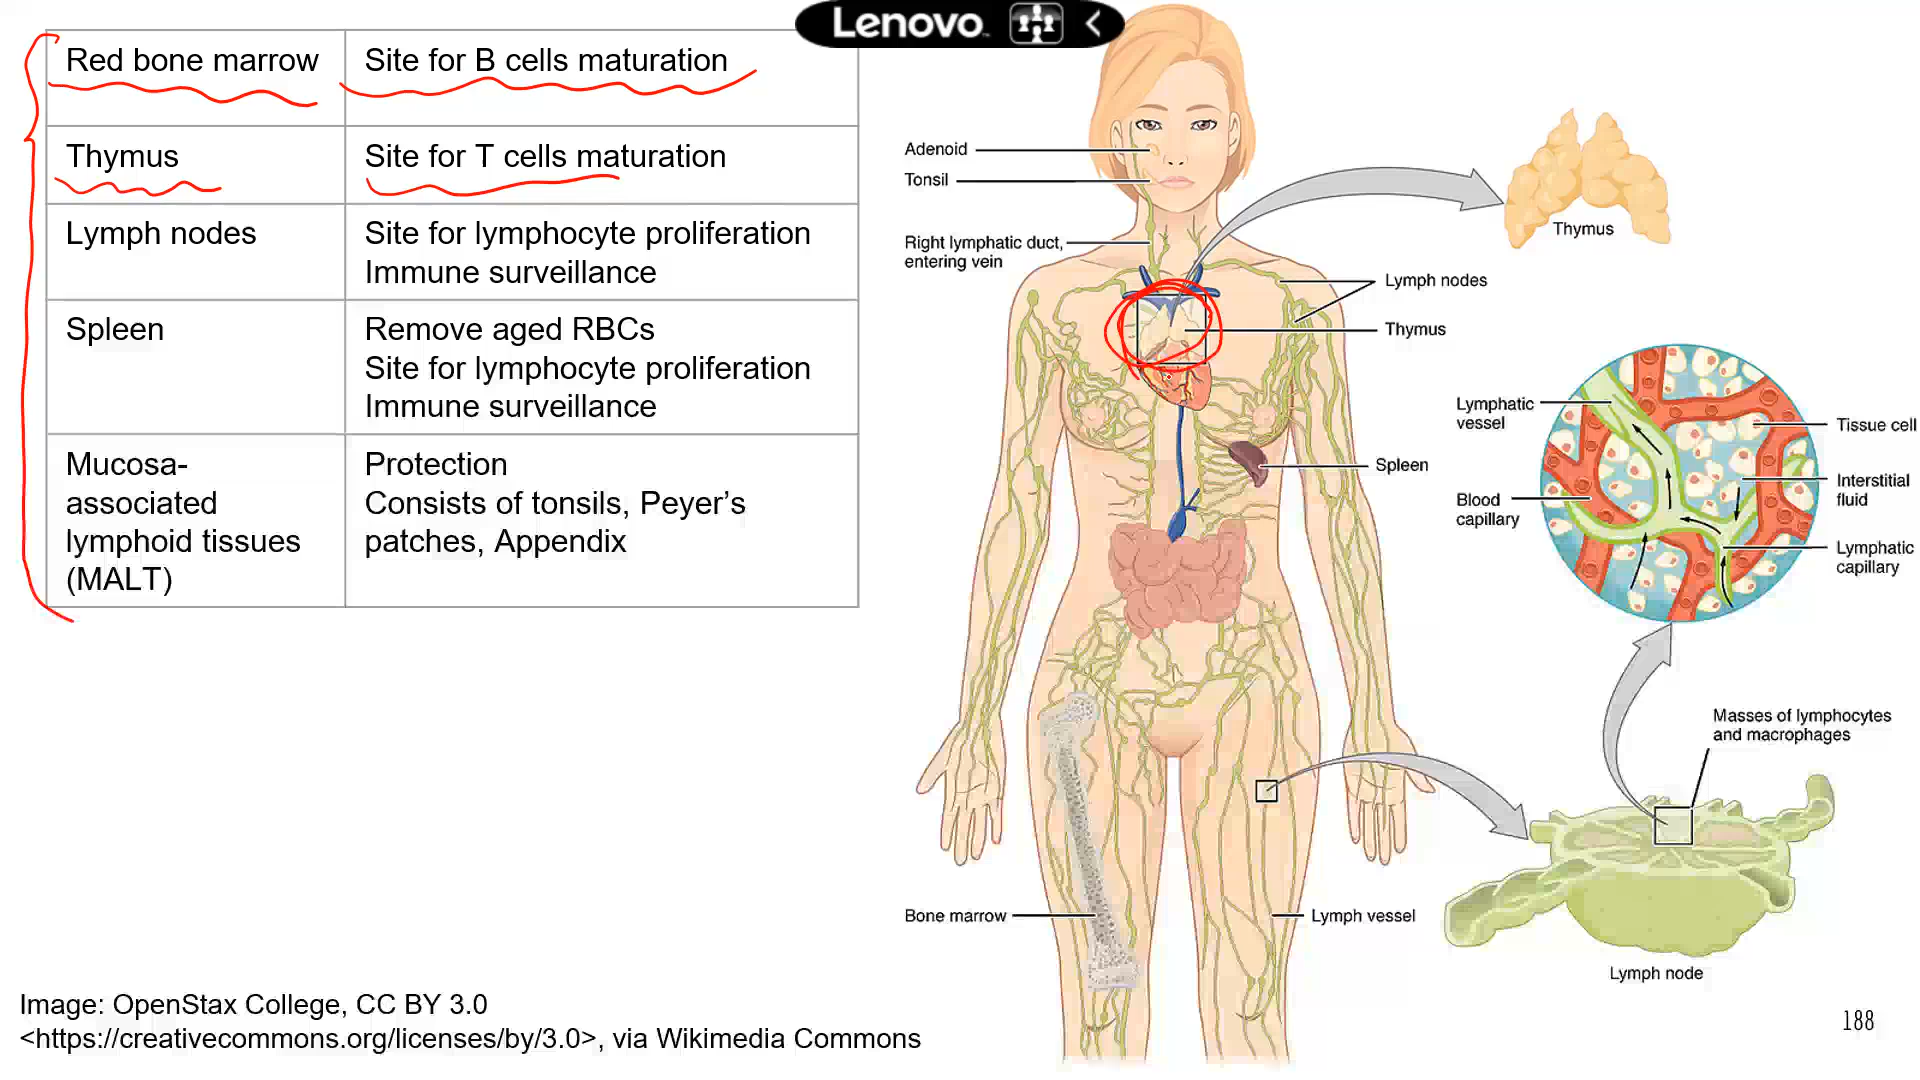 Lenovo
Red bone marrow
Site for B cells maturation
Thymus
Site for T cells maturation
Lymph nodes
Site for lymphocyte proliferation
Immune surveillance
Spleen
Remove aged RBCs
Site for lymphocyte proliferation
Immune surveillance
Mucosa-
associated
lymphoid tissues
(MALT)
Protection
Consists of tonsils, Peyer’s
patches, Appendix
Adenoid
Tonsil
Right lymphatic duct,
entering vein
Thymus
Lymph nodes
Thymus
Spleen
Lymphatic
vessel
Blood
capillary
Tissue cell
Interstitial
fluid
Lymphatic
capillary
Masses of lymphocytes
and macrophages
Bone marrow
Lymph vessel
Lymph node
Image: OpenStax College, CC BY 3.0
<https://creativecommons.org/licenses/by/3.0>, via Wikimedia Commons
188